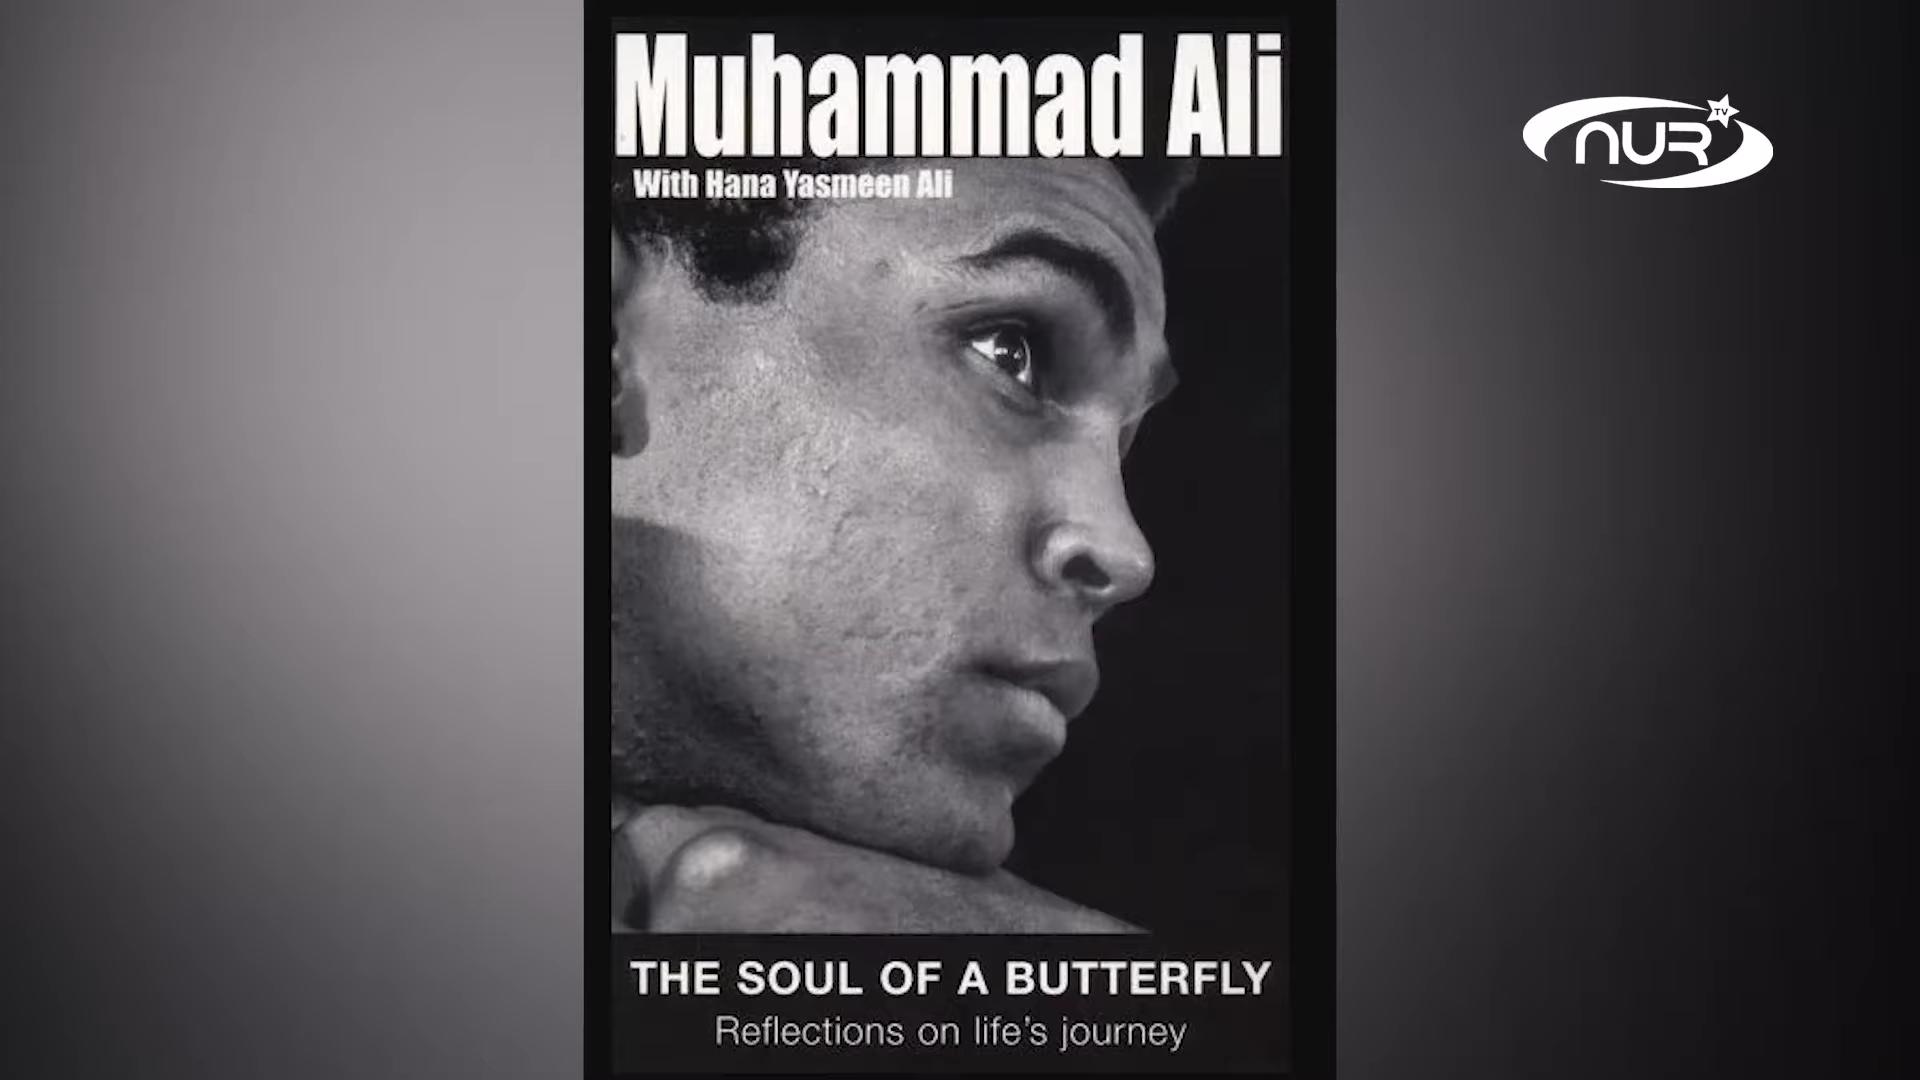 Muhammad Ali
With Hana Yasmeen Ali
NUR TV
THE SOUL OF A BUTTERFLY
Reflections on life's journey